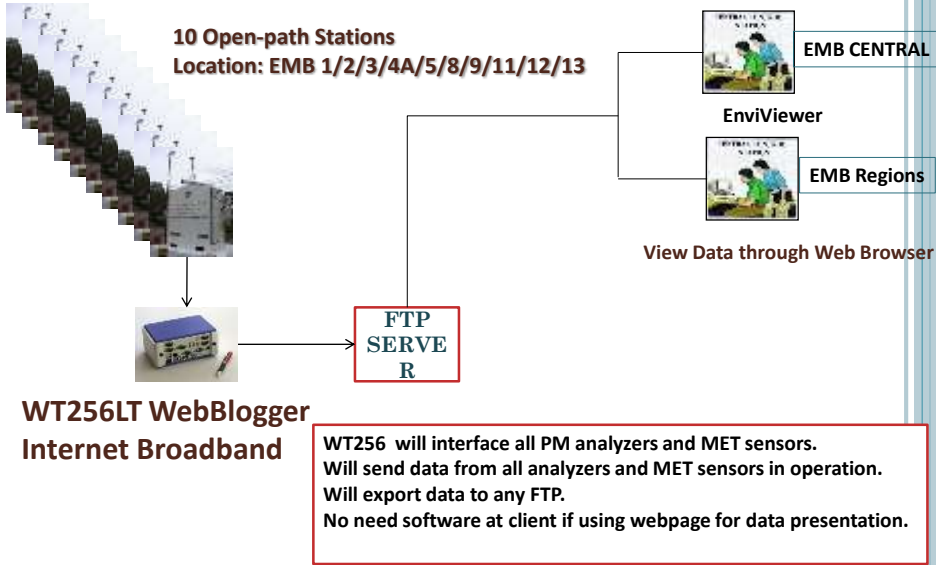 10 Open-path Stations
Location: EMB 1/2/3/4A/5/8/9/11/12/13
EMB CENTRAL
EnviViewer
EMB Regions
View Data through Web Browser
FTP
SERVE
R
WT256LT WebBlogger
Internet Broadband
WT256 will interface all PM analyzers and MET sensors.
Will send data from all analyzers and MET sensors in operation.
Will export data to any FTP.
No need software at client if using webpage for data presentation.